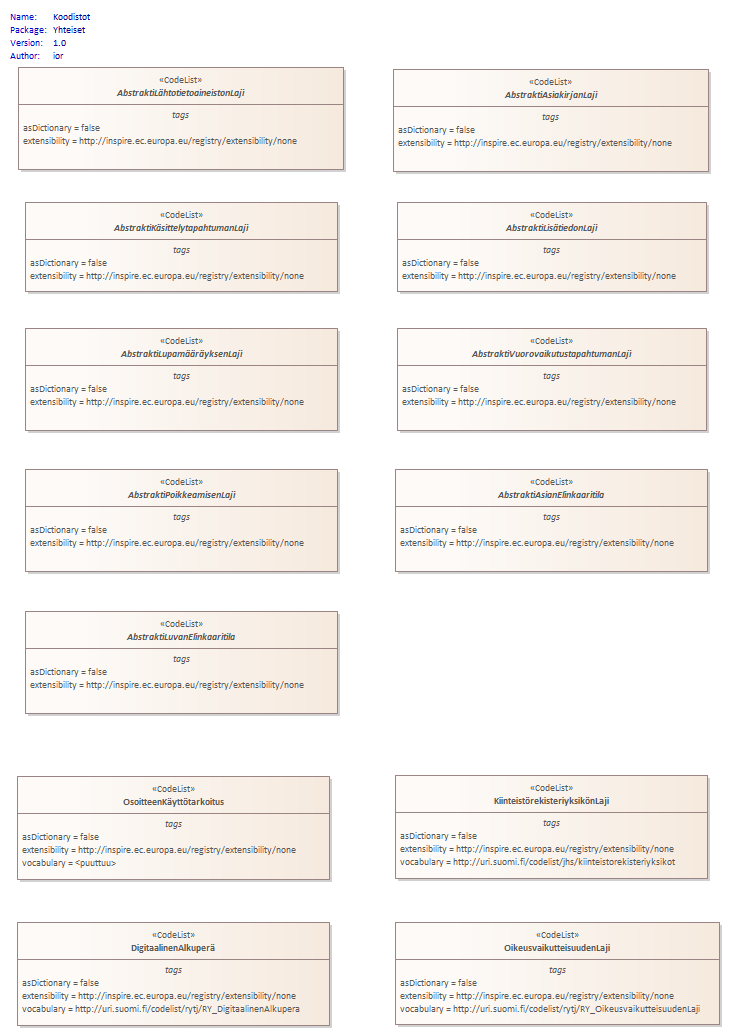 Name: Koodistot
Package: Yhteiset
Version: 1.0
Author: ior
«CodeList»
AbstraktiLähtötietoaineistonLaji
tags
asDictionary = false
extensibility = http://inspire.ec.europa.eu/registry/extensibility/none
«CodeList»
AbstraktiAsiakirjanLaji
tags
asDictionary = false
extensibility = http://inspire.ec.europa.eu/registry/extensibility/none
«CodeList»
AbstraktiKäsittelytapahtumanLaji
tags
asDictionary = false
extensibility = http://inspire.ec.europa.eu/registry/extensibility/none
«CodeList»
AbstraktiLisätiedonLaji
tags
asDictionary = false
extensibility = http://inspire.ec.europa.eu/registry/extensibility/none
«CodeList»
AbstraktiLupamääräyksenLaji
tags
asDictionary = false
extensibility = http://inspire.ec.europa.eu/registry/extensibility/none
«CodeList»
AbstraktiVuorovaikutustapahtumanLaji
tags
asDictionary = false
extensibility = http://inspire.ec.europa.eu/registry/extensibility/none
«CodeList»
AbstraktiPoikkeamisenLaji
tags
asDictionary = false
extensibility = http://inspire.ec.europa.eu/registry/extensibility/none
«CodeList»
AbstraktiAsianElinkaaritila
tags
asDictionary = false
extensibility = http://inspire.ec.europa.eu/registry/extensibility/none
«CodeList»
AbstraktiLuvanElinkaaritila
tags
asDictionary = false
extensibility = http://inspire.ec.europa.eu/registry/extensibility/none
«CodeList»
OsoitteenKäyttötarkoitus
tags
asDictionary = false
extensibility = http://inspire.ec.europa.eu/registry/extensibility/none
vocabulary = <puuttuu>
«CodeList»
KiinteistörekisteriyksikönLaji
tags
asDictionary = false
extensibility = http://inspire.ec.europa.eu/registry/extensibility/none
vocabulary = http://uri.suomi.fi/codelist/jhs/kiinteistorekisteriyksikot
«CodeList»
DigitaalinenAlkuperä
tags
asDictionary = false
extensibility = http://inspire.ec.europa.eu/registry/extensibility/none
vocabulary = http://uri.suomi.fi/codelist/rytj/RY_DigitaalinenAlkupera
«CodeList»
OikeusvaikutteisuudenLaji
tags
asDictionary = false
extensibility = http://inspire.ec.europa.eu/registry/extensibility/none
vocabulary = http://uri.suomi.fi/codelist/rytj/RY_OikeusvaikutteisuudenLaji